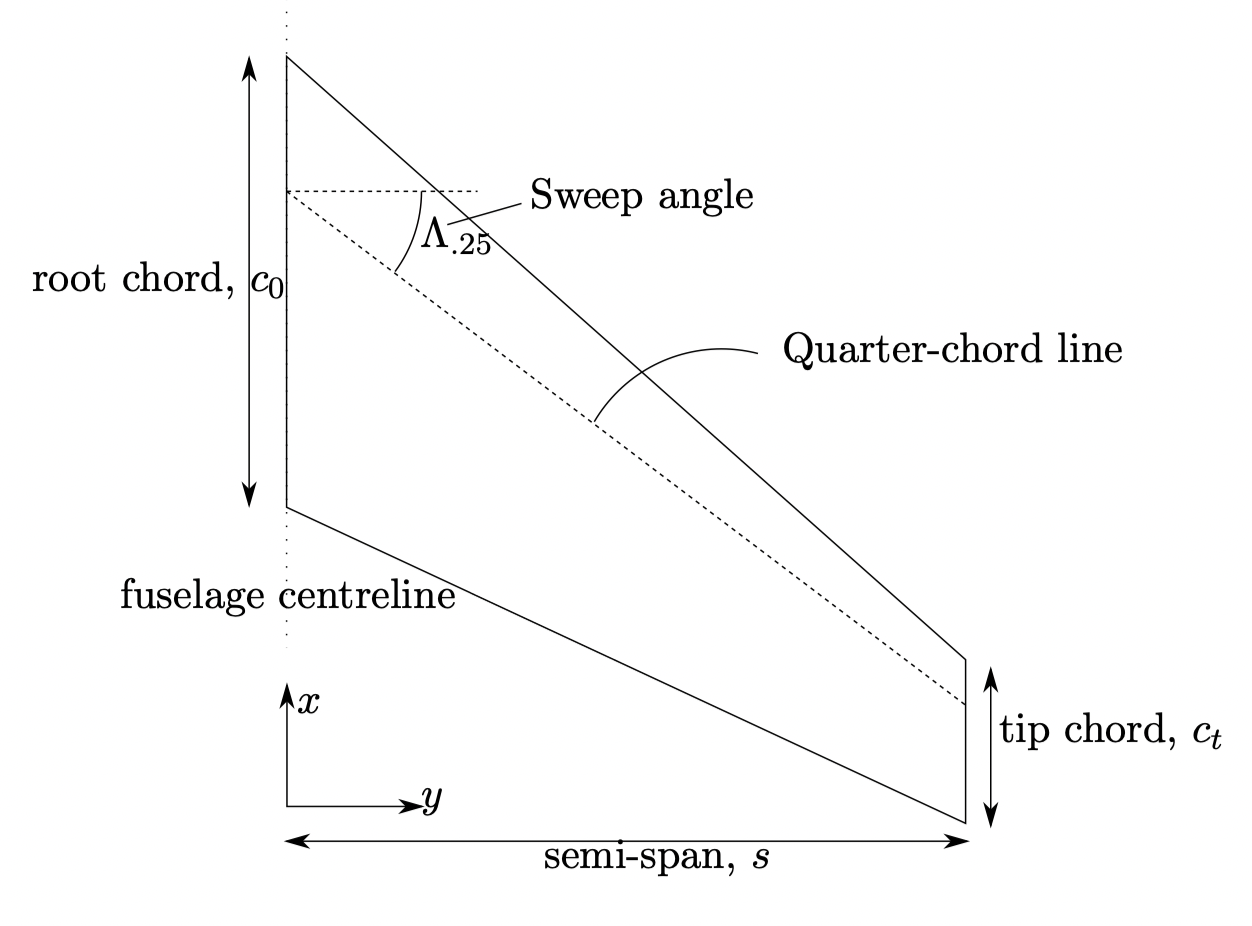 Sweep angle
Λ.25
root chord, c0
Quarter-chord line
fuselage centreline
x
tip chord, ct
y
semi-span, s